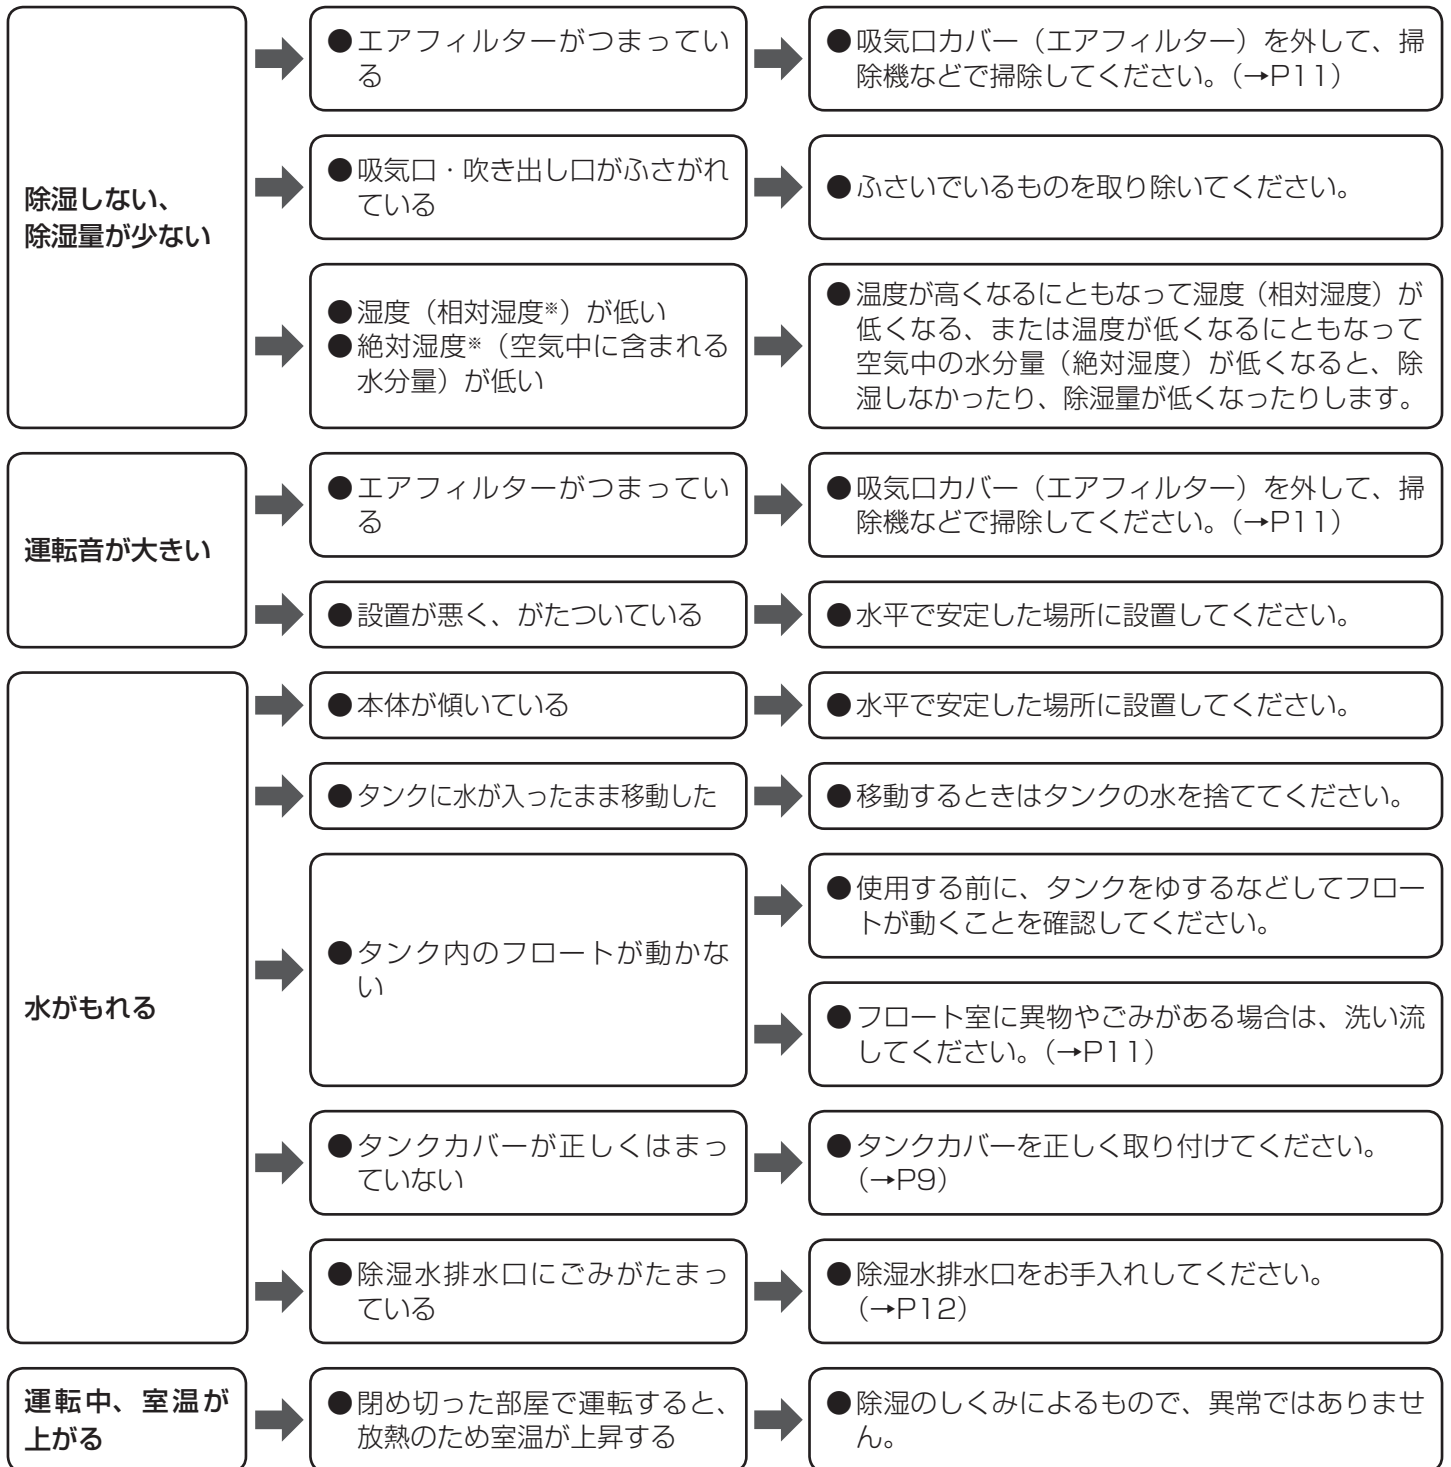 除湿しない、
除湿量が少ない
●エアフィルターがつまってい
る
●吸気口カバー（エアフィルター）を外して、掃
除機などで掃除してください。（→P11）
●吸気口・吹き出し口がふさがれ
ている
●ふさいでいるものを取り除いてください。
●湿度（相対湿度※）が低い
●絶対湿度※（空気中に含まれる
水分量）が低い
●温度が高くなるにともなって湿度（相対湿度）が
低くなる、または温度が低くなるにともなって
空気中の水分量（絶対湿度）が低くなると、除
湿しなかったり、除湿量が低くなったりします。
運転音が大きい
●エアフィルターがつまってい
る
●吸気口カバー（エアフィルター）を外して、掃
除機などで掃除してください。（→P11）
●設置が悪く、がたついている
●水平で安定した場所に設置してください。
水がもれる
●本体が傾いている
●水平で安定した場所に設置してください。
●タンクに水が入ったまま移動した
●移動するときはタンクの水を捨ててください。
●タンク内のフロートが動かな
い
●使用する前に、タンクをゆするなどしてフロー
トが動くことを確認してください。
●フロート室に異物やごみがある場合は、洗い流
してください。（→P11）
●タンクカバーが正しくはまっ
ていない
●タンクカバーを正しく取り付けてください。
（→P9）
●除湿水排水口にごみがたまっ
ている
●除湿水排水口をお手入れしてください。
（→P12）
運転中、室温が
上がる
●閉め切った部屋で運転すると、
放熱のため室温が上昇する
●除湿のしくみによるもので、異常ではありませ
ん。